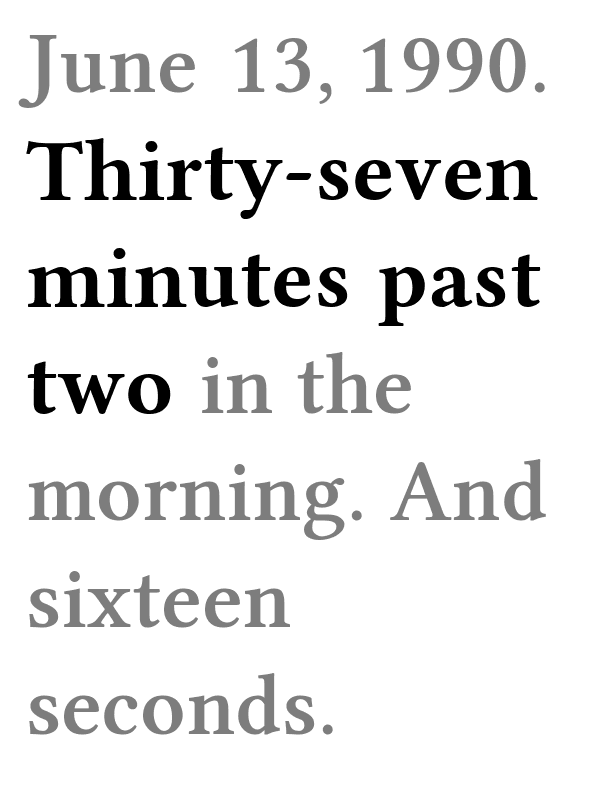 June 13, 1990.
Thirty-seven
minutes past
two in the
morning. And
sixteen
seconds.